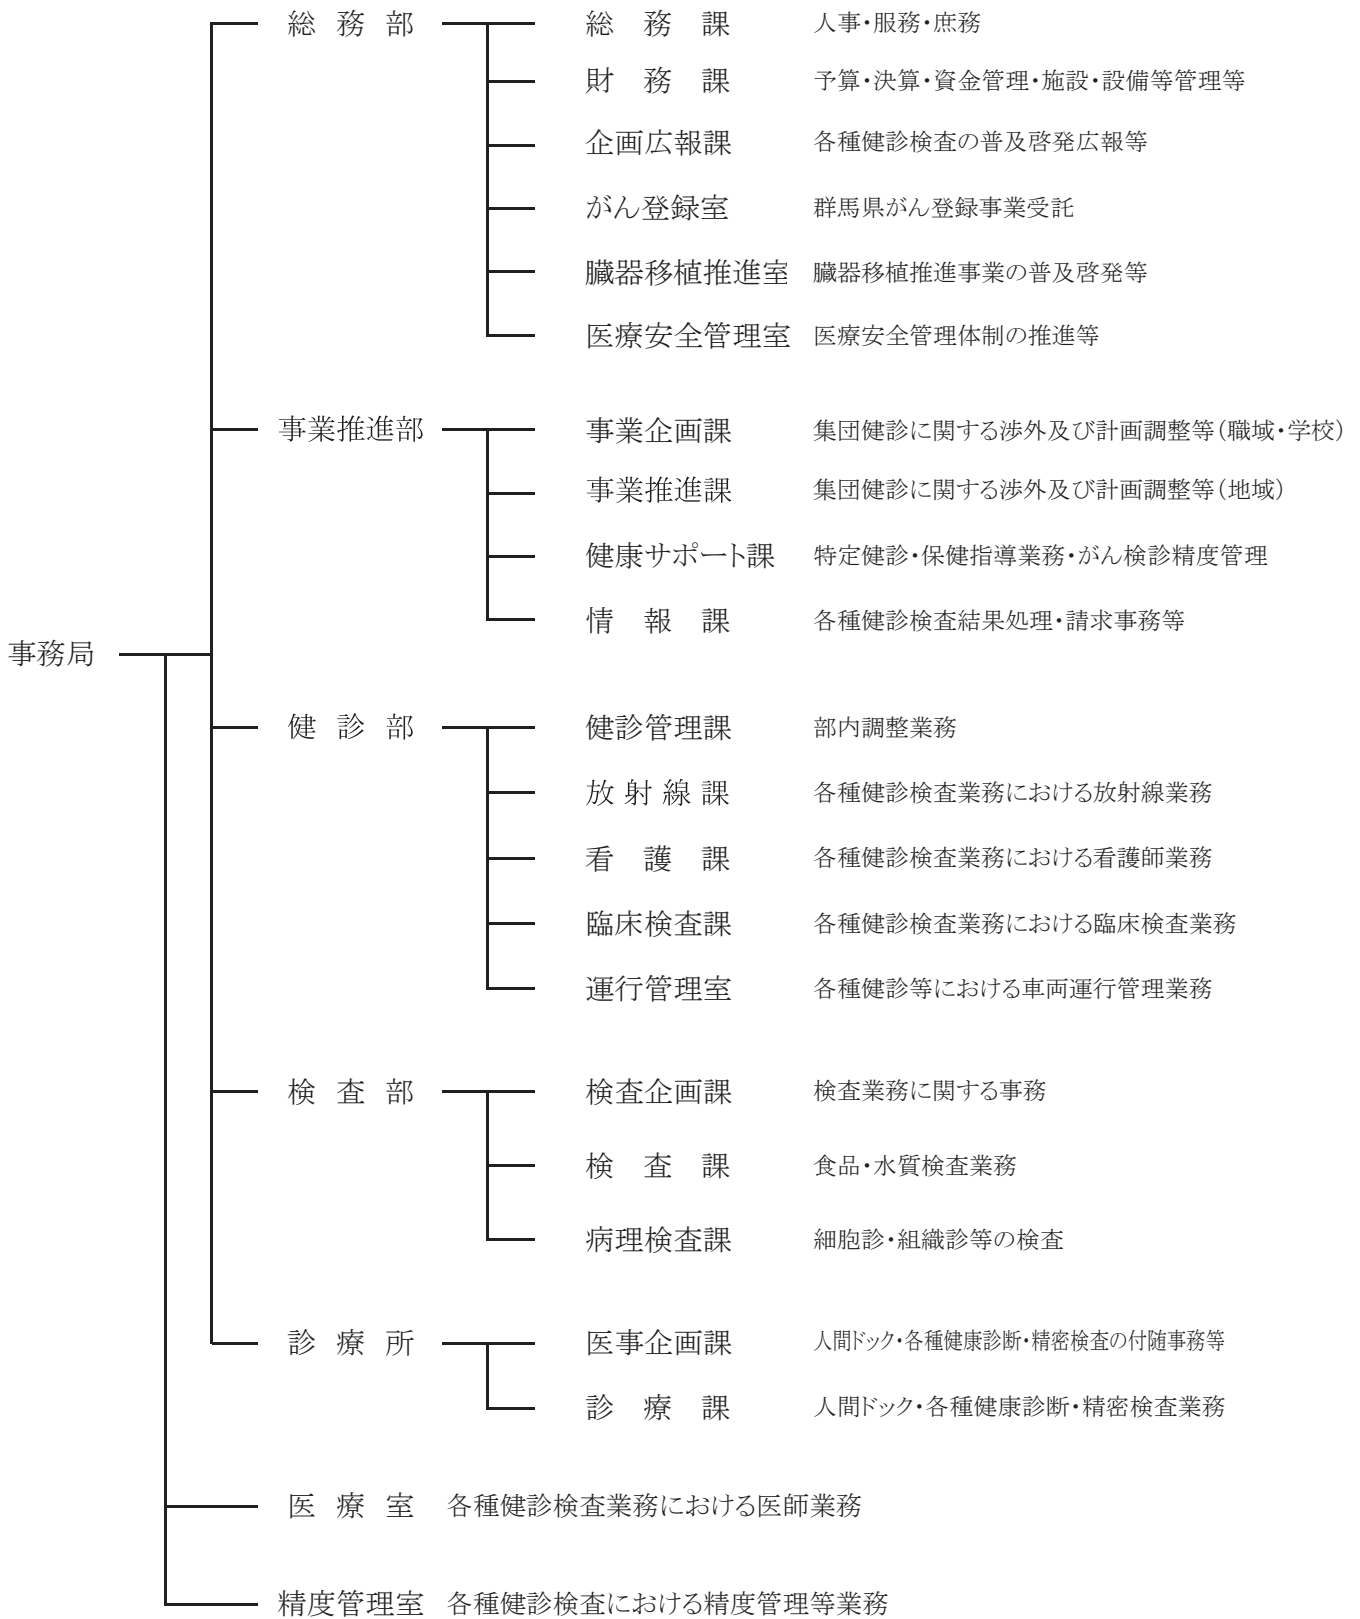 総務部 総務課 人事・服務・庶務
財務課 予算・決算・資金管理・施設・設備等管理等
企画広報課 各種健診検査の普及啓発広報等
がん登録室 群馬県がん登録事業受託
臓器移植推進室 臓器移植推進事業の普及啓発等
医療安全管理室 医療安全管理体制の推進等
事業推進部 事業企画課 集団健診に関する渉外及び計画調整等(職域・学校)
事業推進課 集団健診に関する渉外及び計画調整等(地域)
健康サポート課 特定健診・保健指導業務・がん検診精度管理
情報課 各種健診検査結果処理・請求事務等
事務局
健診部 健診管理課 部内調整業務
放射線課 各種健診検査業務における放射線業務
看護課 各種健診検査業務における看護師業務
臨床検査課 各種健診検査業務における臨床検査業務
運行管理室 各種健診等における車両運行管理業務
検査部 検査企画課 検査業務に関する事務
検査課 食品・水質検査業務
病理検査課 細胞診・組織診等の検査
診療所 医事企画課 人間ドック・各種健康診断・精密検査の付随事務等
診療課 人間ドック・各種健康診断・精密検査業務
医療室 各種健診検査業務における医師業務
精度管理室 各種健診検査における精度管理等業務